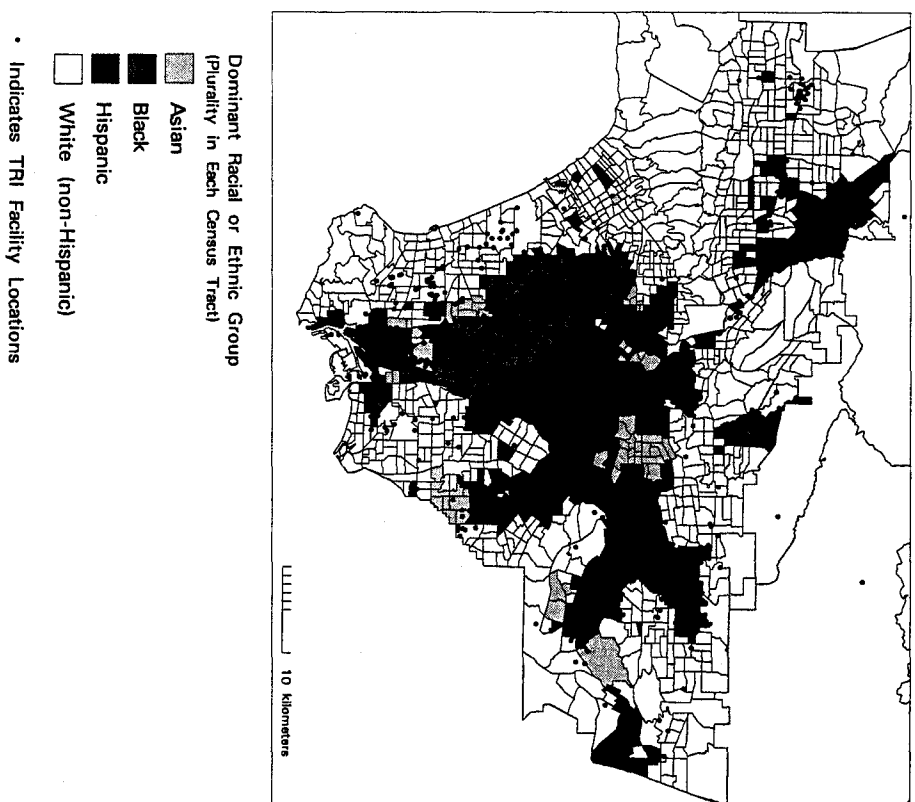 Dominant Racial or Ethnic Group
(Plurality in Each Census Tract)
Asian
Black
Hispanic
White (non-Hispanic)
• Indicates TRI Facility Locations
10 kilometers